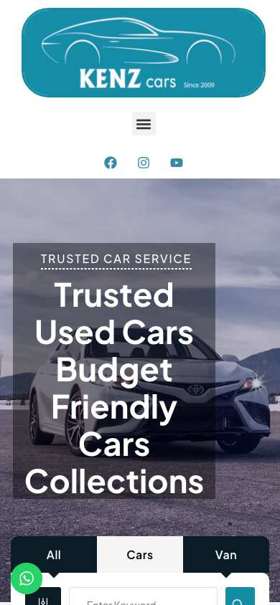 KENZ cars Since 2009
TRUSTED CAR SERVICE
Trusted
Used Cars
Budget
Friendly
Cars
Collections
All Cars Van
Enter Keyword